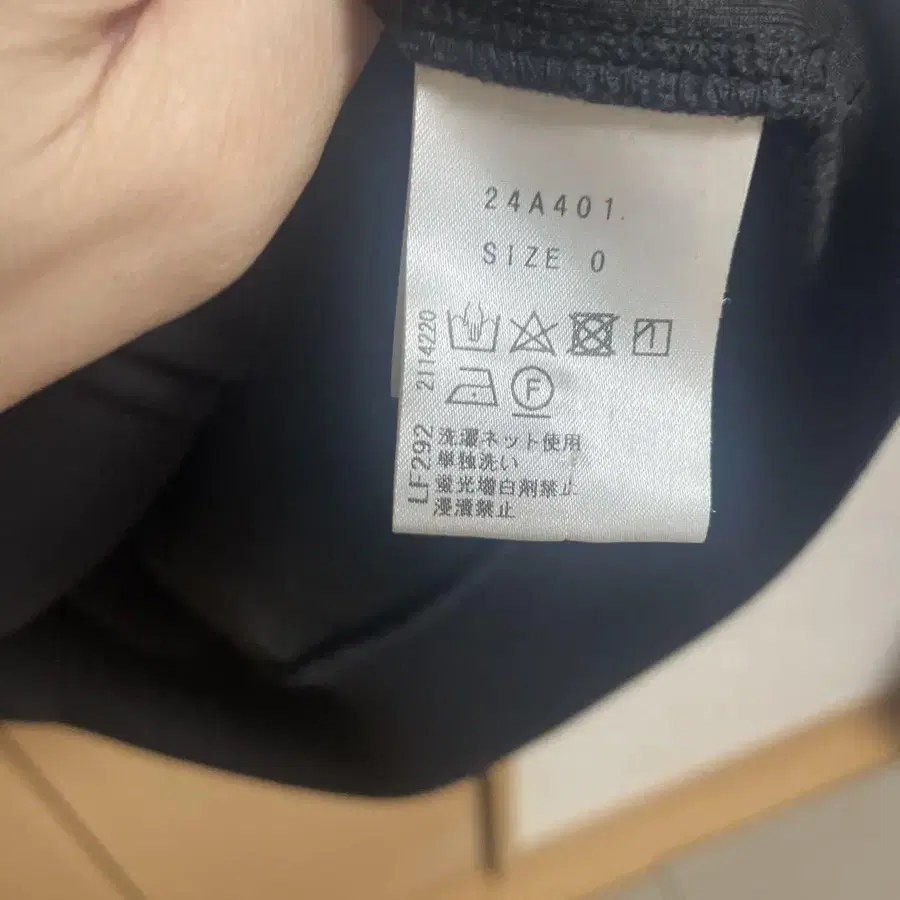 24A401
SIZE 0
F
洗濯ネット使用
単独洗い
蛍光増白剤禁止
浸漬禁止
LF292 2114220